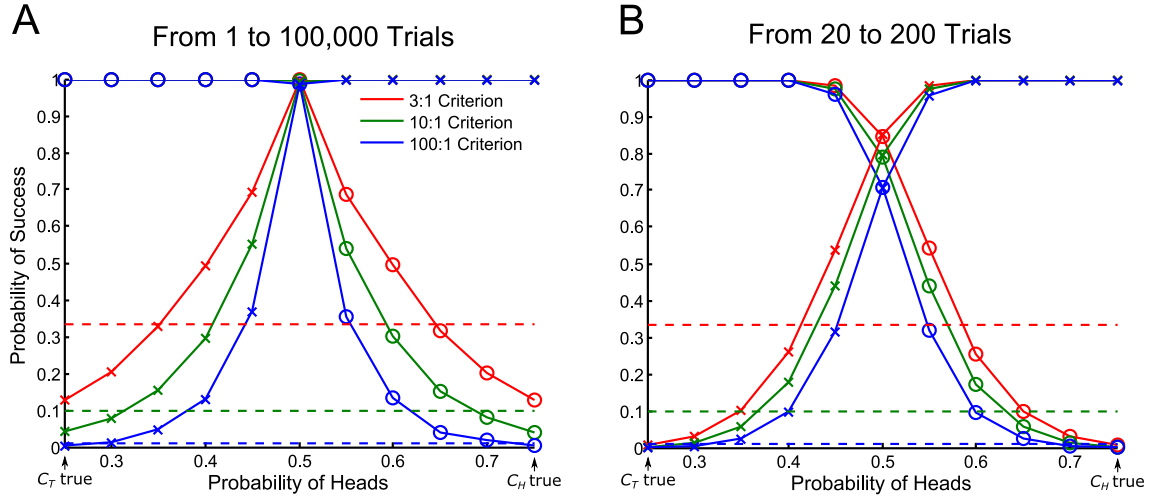 A
From 1 to 100,000 Trials
1
0.9
0.8
0.7
0.6
0.5
0.4
0.3
0.2
0.1
0
Probability of Success
3:1 Criterion
10:1 Criterion
100:1 Criterion
0.3 0.4 0.5 0.6 0.7
C_T true
Probability of Heads
C_H true
B
From 20 to 200 Trials
1
0.9
0.8
0.7
0.6
0.5
0.4
0.3
0.2
0.1
0
0.3 0.4 0.5 0.6 0.7
C_T true
Probability of Heads
C_H true